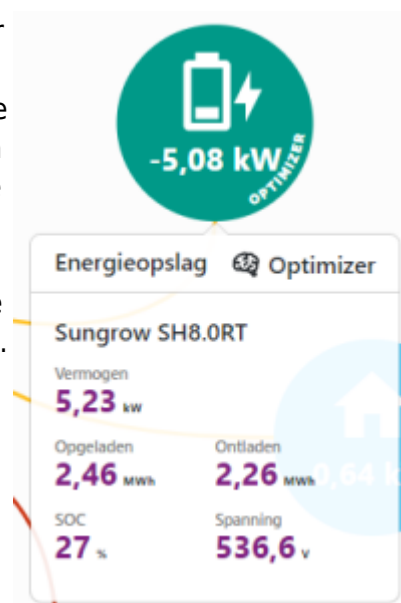 r
e
-5,08 kW
OPTIMIZER
Energieopslag Optimizer
e
Sungrow SH8.0RT
.
Vermogen
5,23 kW
Opgeladen Ontladen
2,46 MWh 2,26 MWh 0,64 k
SOC Spanning
27 % 536,6 V